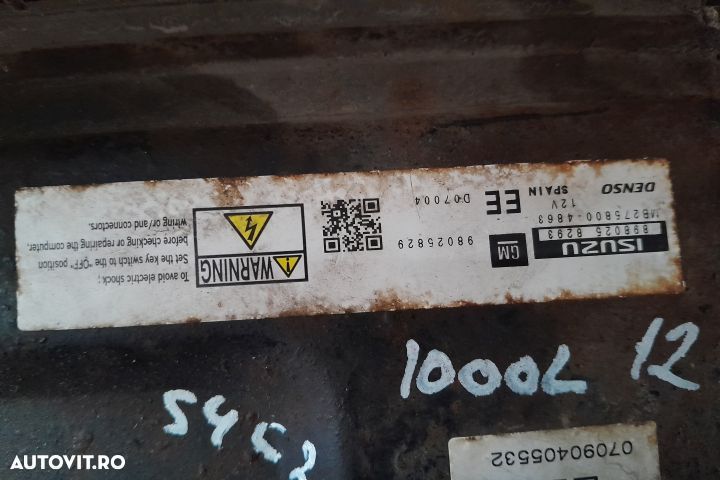 ISUZU
898025 8293
MB275800-4863
12V
DENSO
SPAIN
GM
98025829
EE
D07004
WARNING
To avoid electric shock :
Set the key switch to the "OFF" position
before checking or repairing the computer,
wiring or/and connectors.
1000L 12
07090405532
AUTOVIT.RO